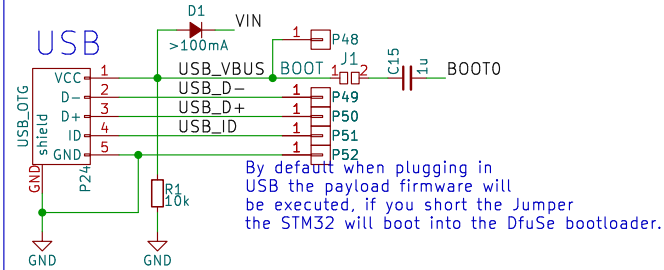 D1
VIN
>100mA
USB
1
P48
C15
1u
USB_OTG
shield
VCC
1
USB_VBUS
BOOT
J1
1
2
BOOT0
D-
2
USB_D-
1
P49
D+
3
USB_D+
1
P50
ID
4
USB_ID
1
P51
GND
5
1
P52
P24
GND
R1
10k
By default when plugging in
USB the payload firmware will
be executed, if you short the Jumper
the STM32 will boot into the DfuSe bootloader.
GND
GND